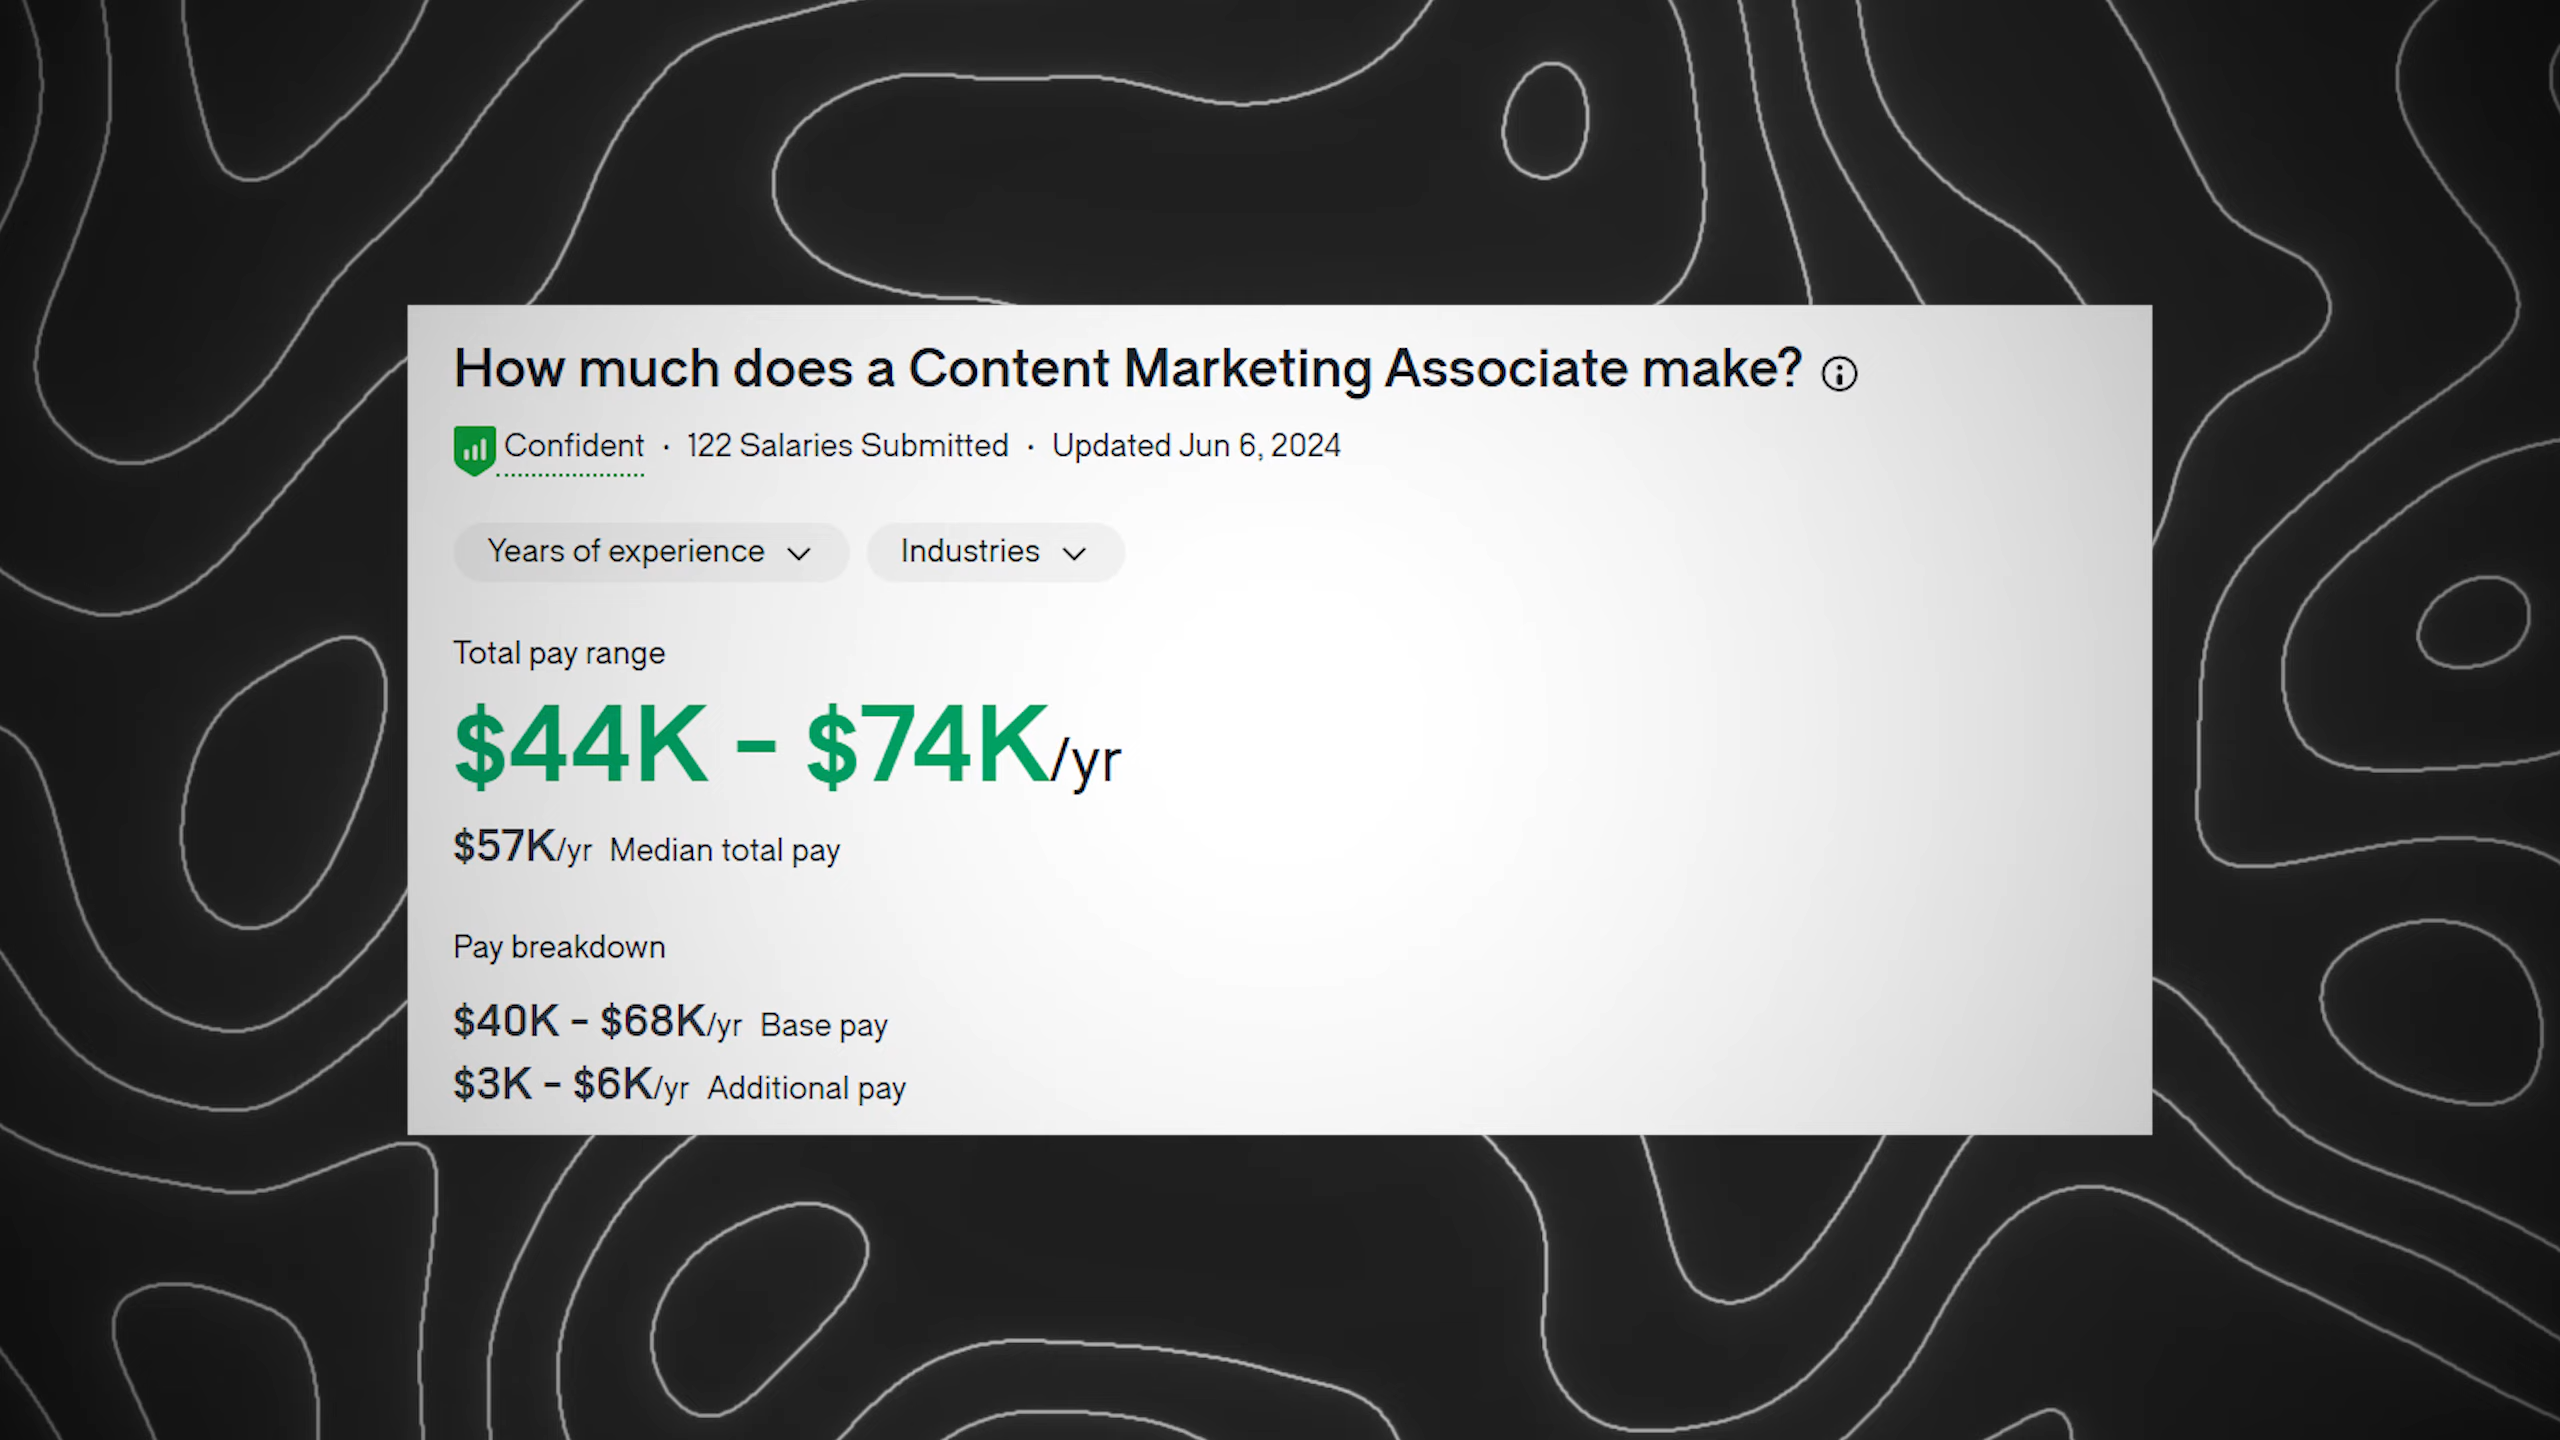 How much does a Content Marketing Associate make?
Confident · 122 Salaries Submitted · Updated Jun 6, 2024
Years of experience Industries
Total pay range
$44K - $74K/yr
$57K/yr Median total pay
Pay breakdown
$40K - $68K/yr Base pay
$3K - $6K/yr Additional pay